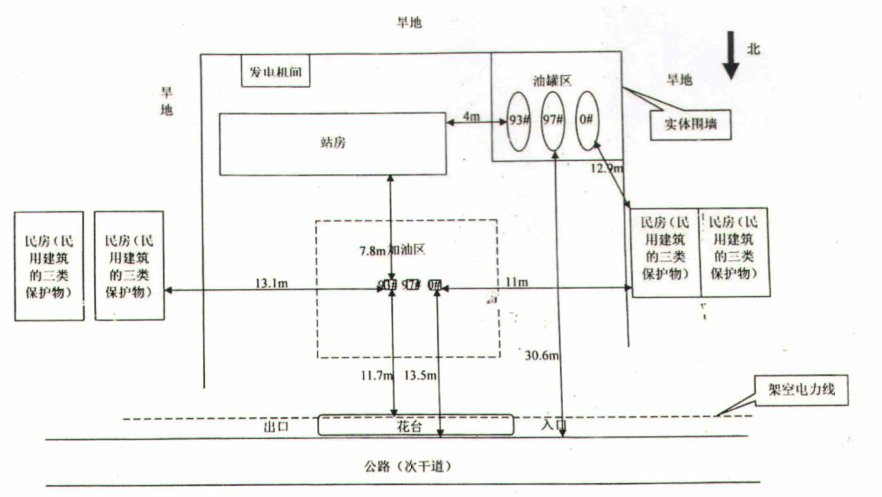 旱地
北
发电机间
油罐区
旱地
旱
地
4m
93#
97#
0#
实体围墙
站房
12.9m
民房（民
用建筑
的三类
保护物）
民房（民
用建筑
的三类
保护物）
7.8m
加油区
民房（民
用建筑
的三类
保护物）
民房（民
用建筑
的三类
保护物）
13.1m
93#
97#
0#
11m
30.6m
11.7m
13.5m
架空电力线
出口
花台
入口
公路（次干道）